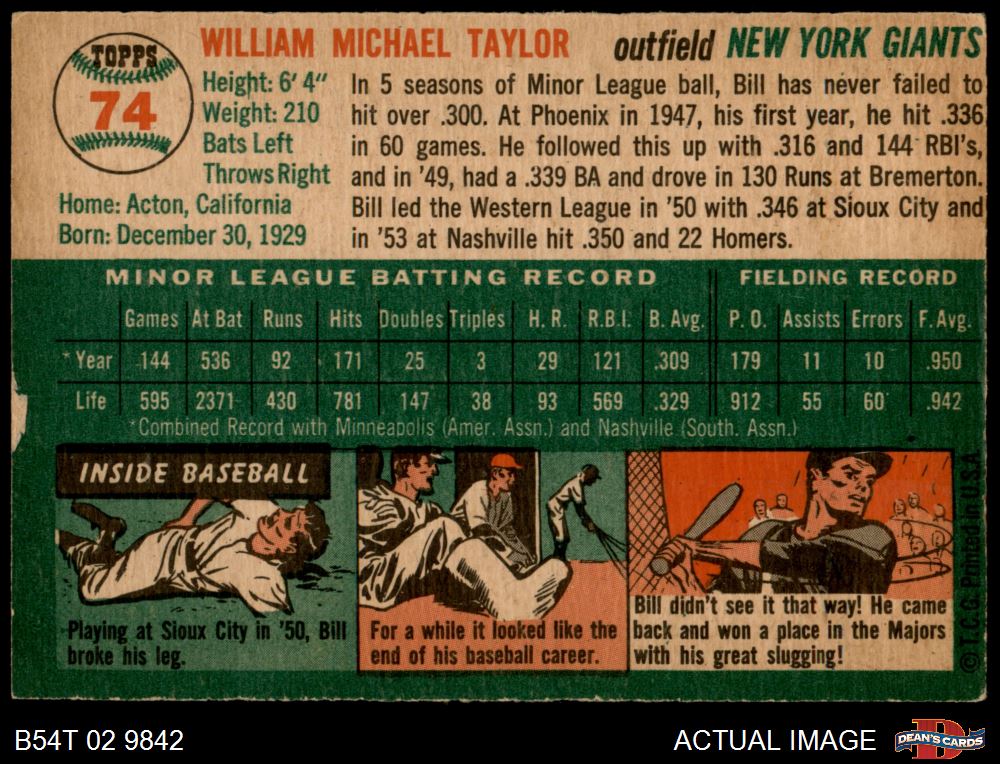 TOPPS
74
WILLIAM MICHAEL TAYLOR outfield NEW YORK GIANTS
Height: 6' 4"
Weight: 210
Bats Left
Throws Right
Home: Acton, California
Born: December 30, 1929
In 5 seasons of Minor League ball, Bill has never failed to
hit over .300. At Phoenix in 1947, his first year, he hit .336
in 60 games. He followed this up with .316 and 144 RBI's,
and in '49, had a .339 BA and drove in 130 Runs at Bremerton.
Bill led the Western League in '50 with .346 at Sioux City and
in '53 at Nashville hit .350 and 22 Homers.
MINOR LEAGUE BATTING RECORD FIELDING RECORD
Games At Bat Runs Hits Doubles Triples H. R. R.B.I. B. Avg. P. O. Assists Errors F. Avg.
* Year 144 536 92 171 25 3 29 121 .309 179 11 10 .950
Life 595 2371 430 781 147 38 93 569 .329 912 55 60 .942
*Combined Record with Minneapolis (Amer. Assn.) and Nashville (South. Assn.)
INSIDE BASEBALL
Playing at Sioux City in '50, Bill
broke his leg.
For a while it looked like the
end of his baseball career.
Bill didn't see it that way! He came
back and won a place in the Majors
with his great slugging!
© T.C.G. Printed in U.S.A.
B54T 02 9842
ACTUAL IMAGE
DEAN'S CARDS